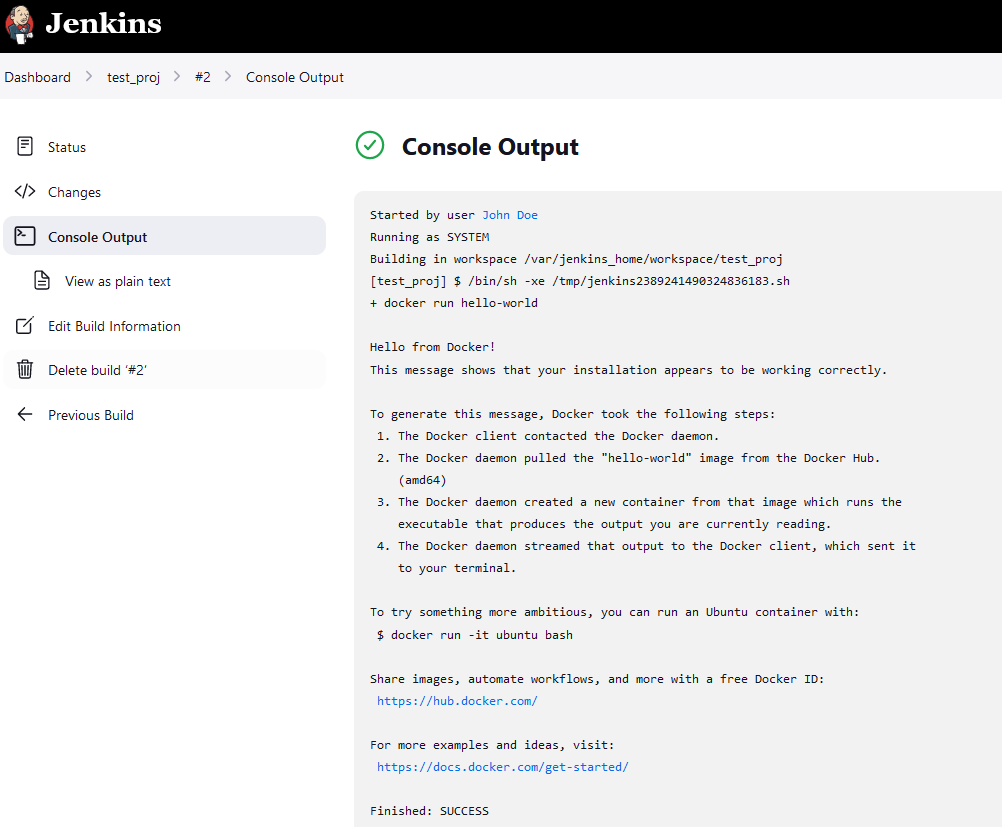 Jenkins
Dashboard > test_proj > #2 > Console Output
Status
Changes
Console Output
View as plain text
Edit Build Information
Delete build ‘#2’
Previous Build
Console Output
Started by user John Doe
Running as SYSTEM
Building in workspace /var/jenkins_home/workspace/test_proj
[test_proj] $ /bin/sh -xe /tmp/jenkins2389241490324836183.sh
+ docker run hello-world
Hello from Docker!
This message shows that your installation appears to be working correctly.
To generate this message, Docker took the following steps:
1. The Docker client contacted the Docker daemon.
2. The Docker daemon pulled the "hello-world" image from the Docker Hub.
(amd64)
3. The Docker daemon created a new container from that image which runs the
executable that produces the output you are currently reading.
4. The Docker daemon streamed that output to the Docker client, which sent it
to your terminal.
To try something more ambitious, you can run an Ubuntu container with:
$ docker run -it ubuntu bash
Share images, automate workflows, and more with a free Docker ID:
https://hub.docker.com/
For more examples and ideas, visit:
https://docs.docker.com/get-started/
Finished: SUCCESS